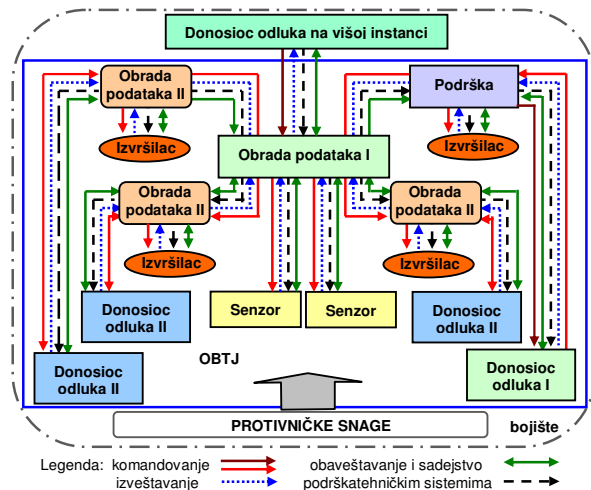 Donosioc odluka na višoj instanci
Obrada
podataka II
Podrška
Izvršilac
Izvršilac
Obrada podataka I
Obrada
podataka II
Obrada
podataka II
Izvršilac
Izvršilac
Donosioc
odluka II
Senzor
Senzor
Donosioc
odluka II
OBTJ
Donosioc
odluka II
Donosioc
odluka I
PROTIVNIČKE SNAGE
bojište
Legenda: komandovanje
obaveštavanje i sadejstvo
izveštavanje
podrškatehničkim sistemima